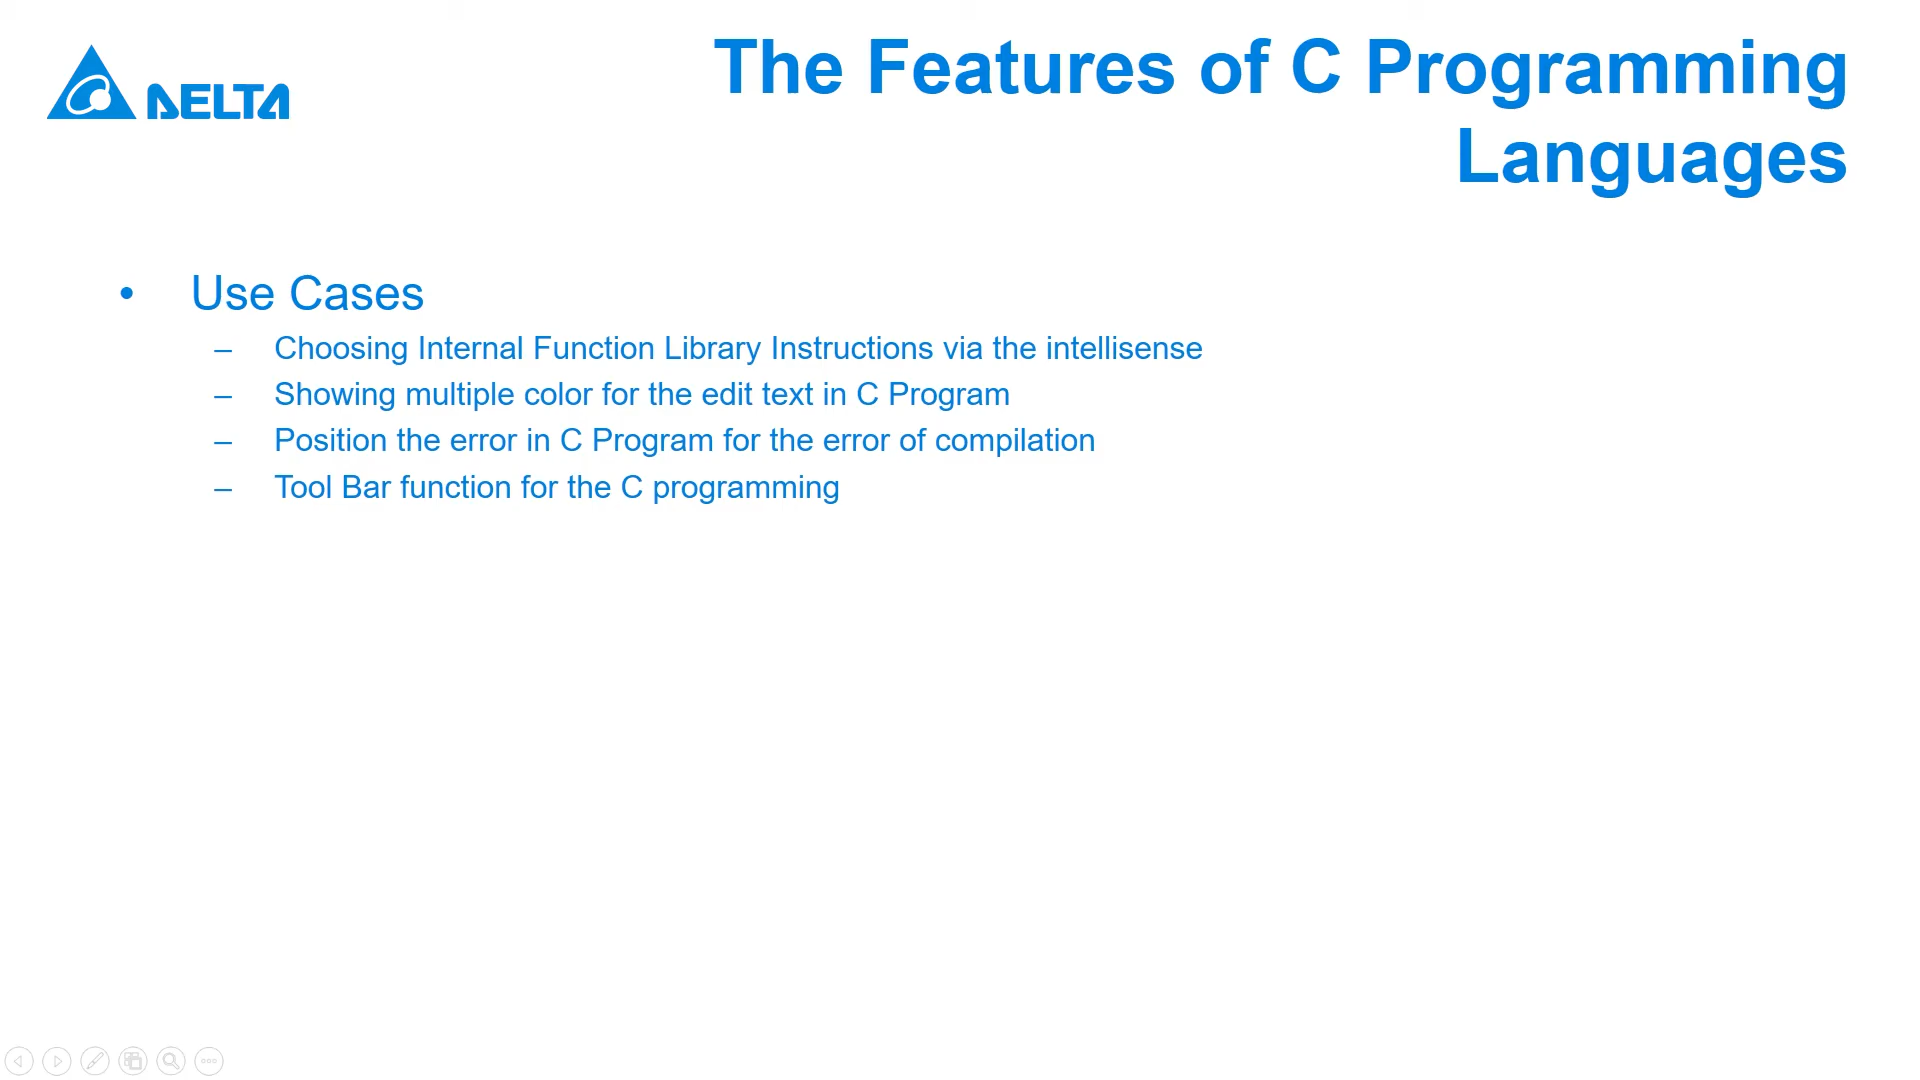 DELTA
The Features of C Programming
Languages
• Use Cases
– Choosing Internal Function Library Instructions via the intellisense
– Showing multiple color for the edit text in C Program
– Position the error in C Program for the error of compilation
– Tool Bar function for the C programming